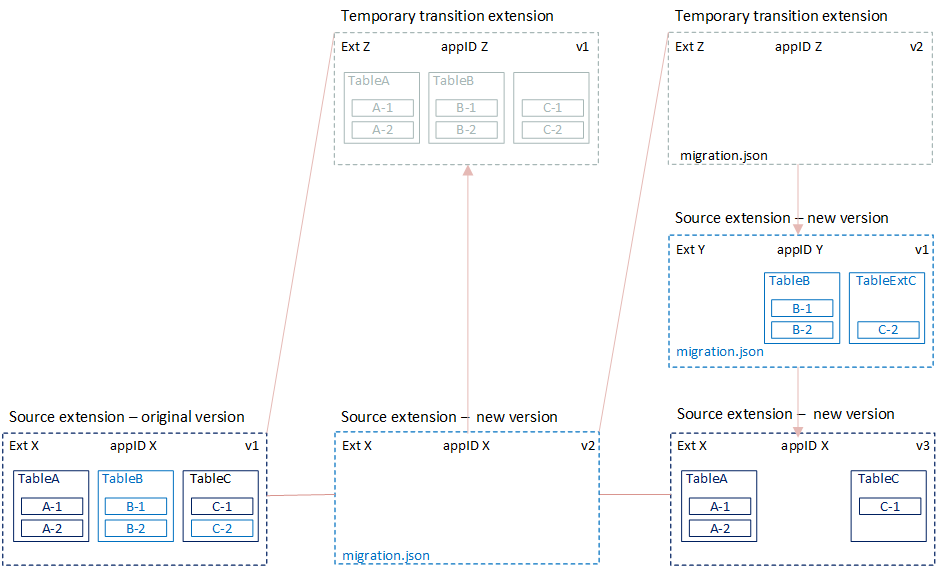 Temporary transition extension
Ext Z appID Z v1
TableA TableB
A-1 B-1 C-1
A-2 B-2 C-2
Temporary transition extension
Ext Z appID Z v2
migration.json
Source extension – new version
Ext Y appID Y v1
TableB TableExtC
B-1
B-2 C-2
migration.json
Source extension – original version
Ext X appID X v1
TableA TableB TableC
A-1 B-1 C-1
A-2 B-2 C-2
Source extension – new version
Ext X appID X v2
migration.json
Source extension – new version
Ext X appID X v3
TableA TableC
A-1 C-1
A-2